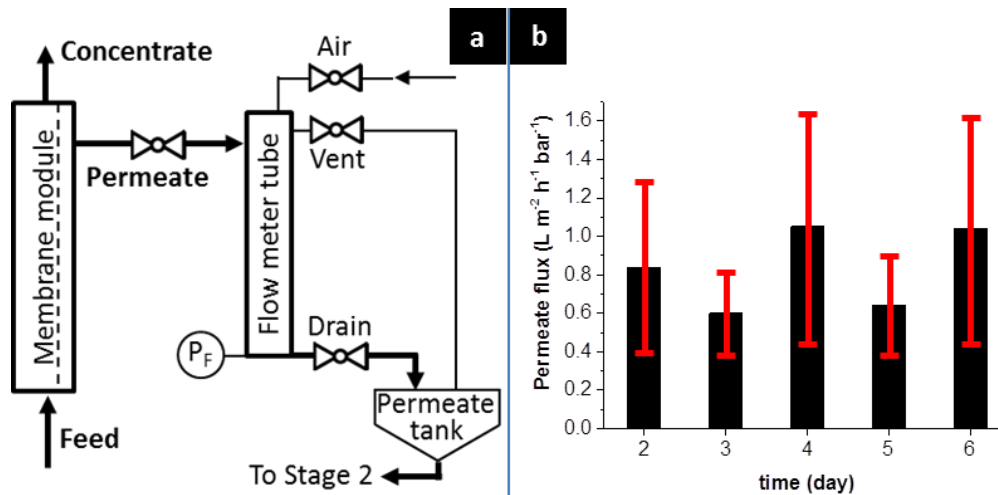 a
b
Concentrate
Air
Membrane module
Permeate
Flow meter tube
Vent
Drain
P_F
Permeate
tank
Feed
To Stage 2
Permeate flux (L m⁻² h⁻¹ bar⁻¹)
1.6
1.4
1.2
1.0
0.8
0.6
0.4
0.2
0.0
2 3 4 5 6
time (day)